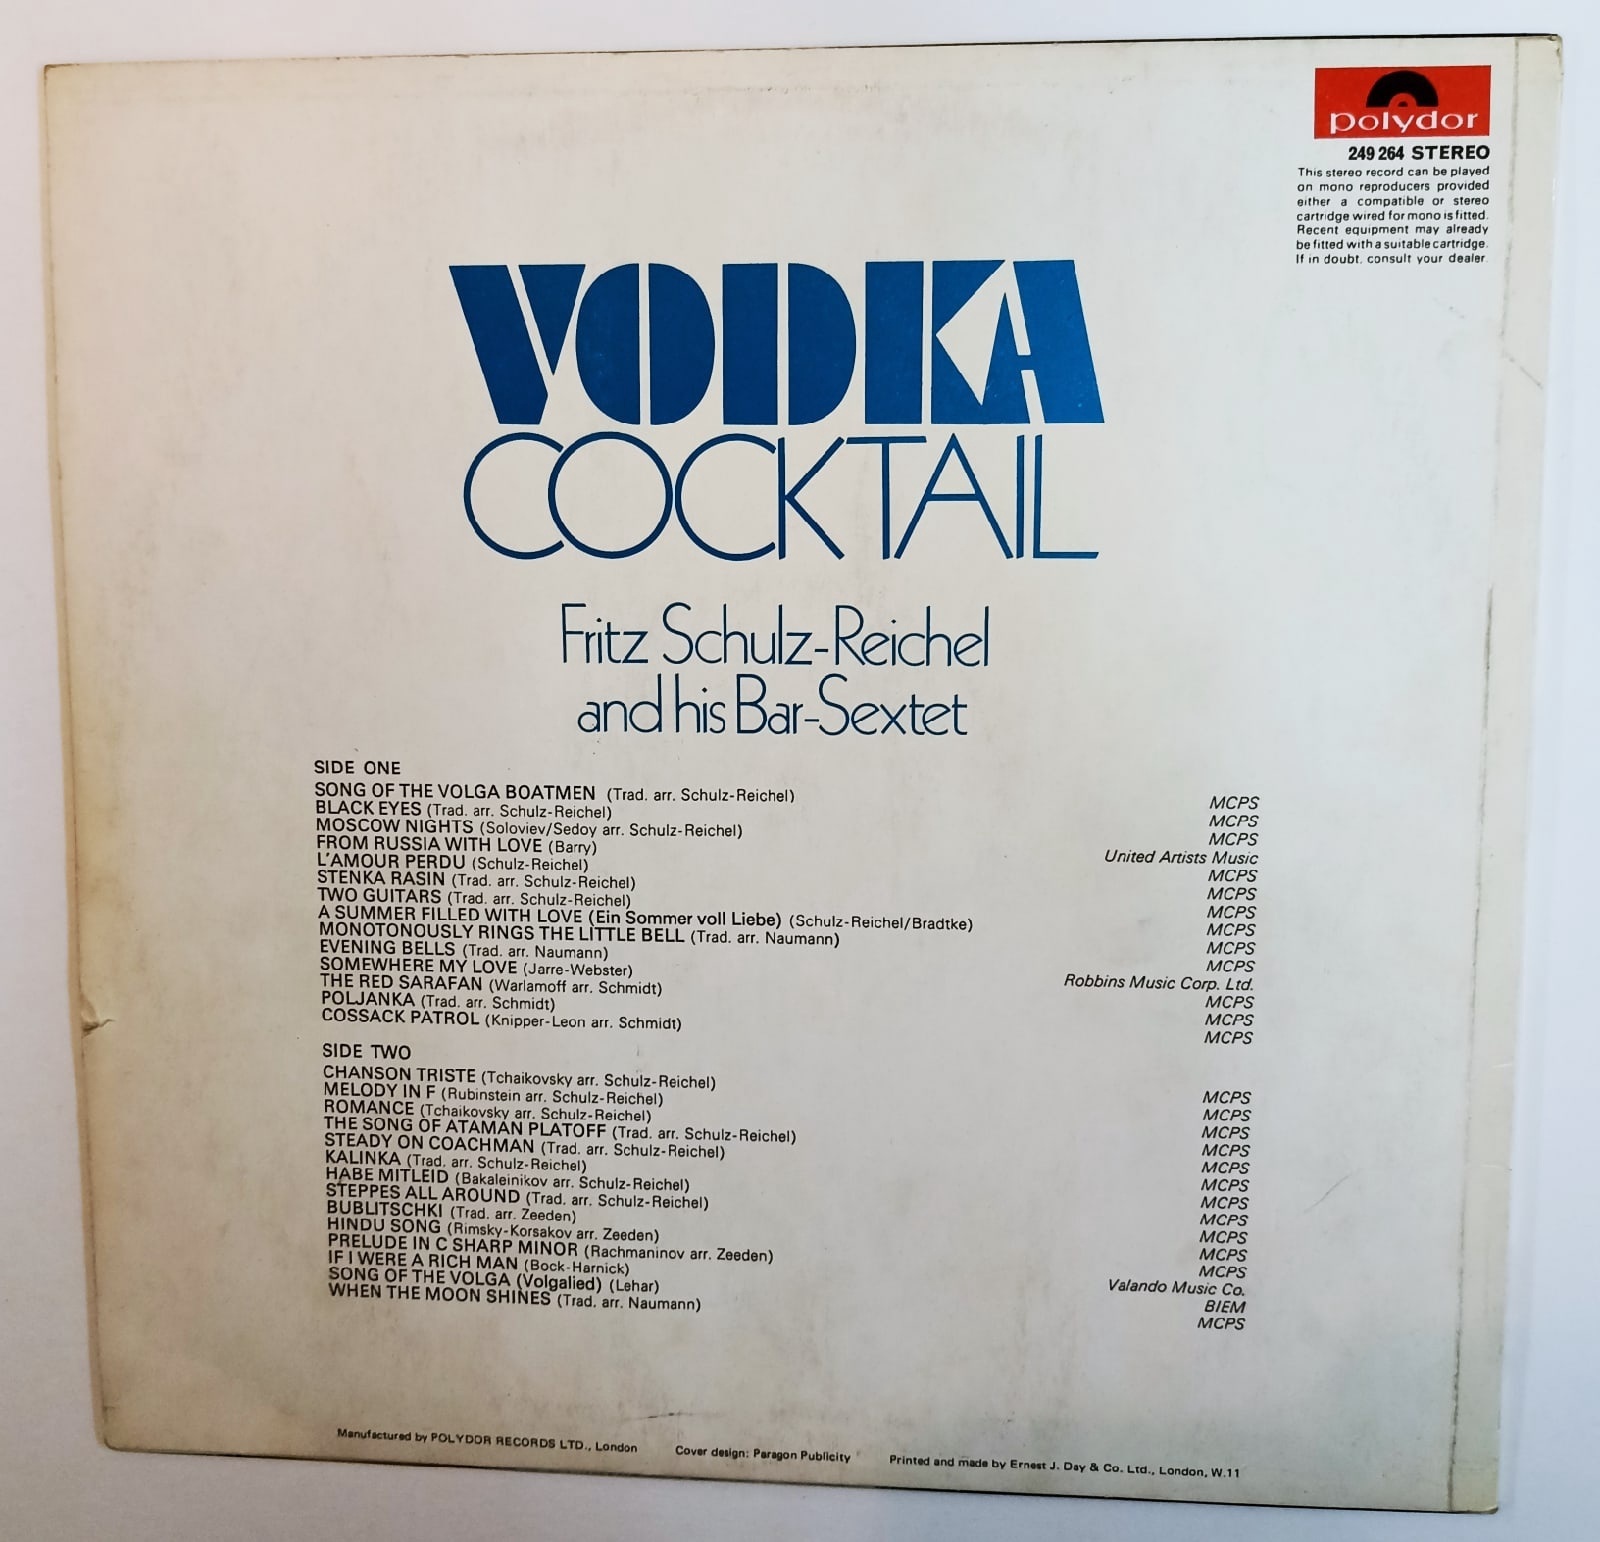 polydor
249 264 STEREO
This stereo record can be played
on mono reproducers provided
either a compatible or stereo
cartridge wired for mono is fitted.
Recent equipment may already
be fitted with a suitable cartridge.
If in doubt, consult your dealer.
VODKA
COCKTAIL
Fritz Schulz-Reichel
and his Bar-Sextet
SIDE ONE
SONG OF THE VOLGA BOATMEN (Trad. arr. Schulz-Reichel) MCPS
BLACK EYES (Trad. arr. Schulz-Reichel) MCPS
MOSCOW NIGHTS (Soloviev/Sedoy arr. Schulz-Reichel) MCPS
FROM RUSSIA WITH LOVE (Barry) United Artists Music
L'AMOUR PERDU (Schulz-Reichel) MCPS
STENKA RASIN (Trad. arr. Schulz-Reichel) MCPS
TWO GUITARS (Trad. arr. Schulz-Reichel) MCPS
A SUMMER FILLED WITH LOVE (Ein Sommer voll Liebe) (Schulz-Reichel/Bradtke) MCPS
MONOTONOUSLY RINGS THE LITTLE BELL (Trad. arr. Naumann) MCPS
EVENING BELLS (Trad. arr. Naumann) MCPS
SOMEWHERE MY LOVE (Jarre-Webster) Robbins Music Corp. Ltd.
THE RED SARAFAN (Warlamoff arr. Schmidt) MCPS
POLJANKA (Trad. arr. Schmidt) MCPS
COSSACK PATROL (Knipper-Leon arr. Schmidt) MCPS
SIDE TWO
CHANSON TRISTE (Tchaikovsky arr. Schulz-Reichel) MCPS
MELODY IN F (Rubinstein arr. Schulz-Reichel) MCPS
ROMANCE (Tchaikovsky arr. Schulz-Reichel) MCPS
THE SONG OF ATAMAN PLATOFF (Trad. arr. Schulz-Reichel) MCPS
STEADY ON COACHMAN (Trad. arr. Schulz-Reichel) MCPS
KALINKA (Trad. arr. Schulz-Reichel) MCPS
HABE MITLEID (Bakaleinikov arr. Schulz-Reichel) MCPS
STEPPES ALL AROUND (Trad. arr. Schulz-Reichel) MCPS
BUBLITSCHKI (Trad. arr. Zeeden) MCPS
HINDU SONG (Rimsky-Korsakov arr. Zeeden) MCPS
PRELUDE IN C SHARP MINOR (Rachmaninov arr. Zeeden) MCPS
IF I WERE A RICH MAN (Bock-Harnick) Valando Music Co.
SONG OF THE VOLGA (Volgalied) (Lehar) BIEM
WHEN THE MOON SHINES (Trad. arr. Naumann) MCPS
Manufactured by POLYDOR RECORDS LTD., London Cover design: Paragon Publicity Printed and made by Ernest J. Day & Co. Ltd., London, W.11